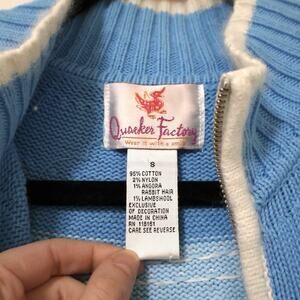 Quacker Factory
Wear it with a smile
S
95% COTTON
2% NYLON
1% ANGORA
RABBIT HAIR
1% LAMBSWOOL
EXCLUSIVE
OF DECORATION
MADE IN CHINA
RN 118161
CARE SEE REVERSE